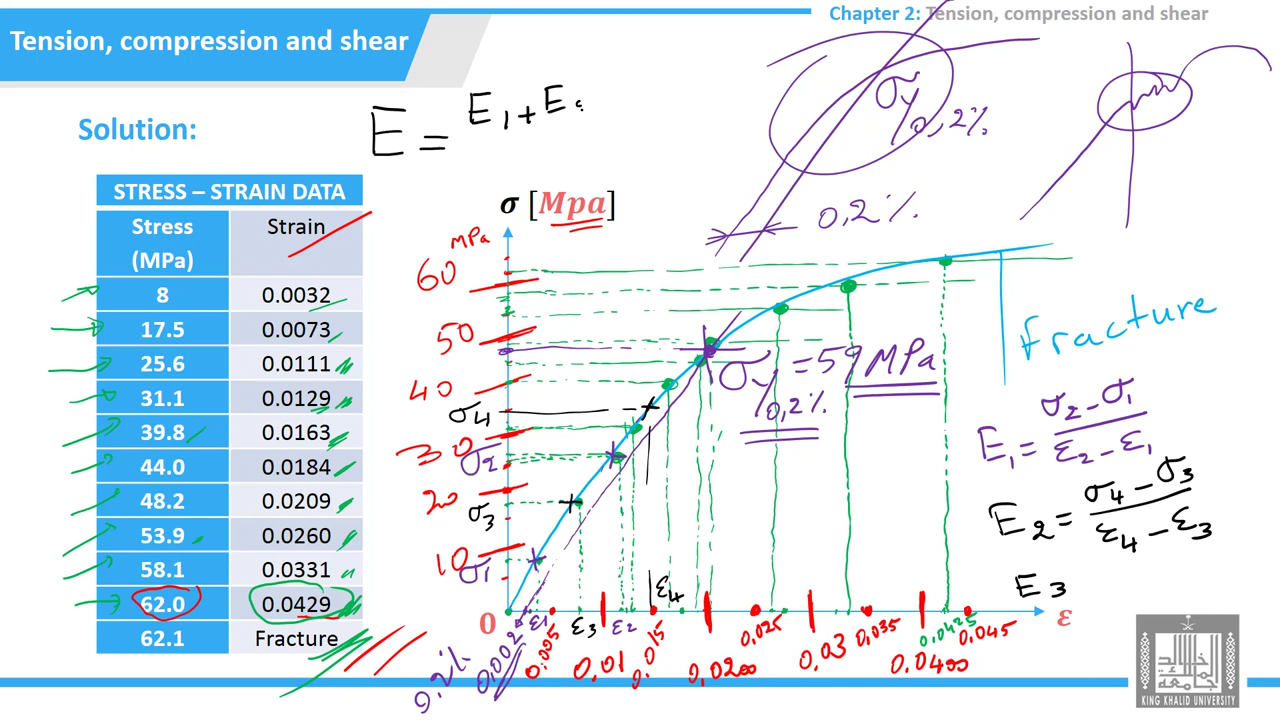 Chapter 2: Tension, compression and shear
Tension, compression and shear
Solution:
E = E1 + E
σy 0,2%
0,2%
STRESS – STRAIN DATA
Stress (MPa) Strain
8 0.0032
17.5 0.0073
25.6 0.0111
31.1 0.0129
39.8 0.0163
44.0 0.0184
48.2 0.0209
53.9 0.0260
58.1 0.0331
62.0 0.0429
62.1 Fracture
σ [Mpa]
MPa
60
50
40
σ4
30
σ2
20
σ3
10
σ1
0
fracture
σy 0,2% = 59 MPa
E1 = σ2 - σ1 / ε2 - ε1
E2 = σ4 - σ3 / ε4 - ε3
E3
ε4
ε1 ε3 ε2
ε
0.2%
0.002
0.005
0.01
0.015
0.0200
0.025
0.03
0.035
0.0400
0.0425
0.045
جامعة الملك خالد
KING KHALID UNIVERSITY